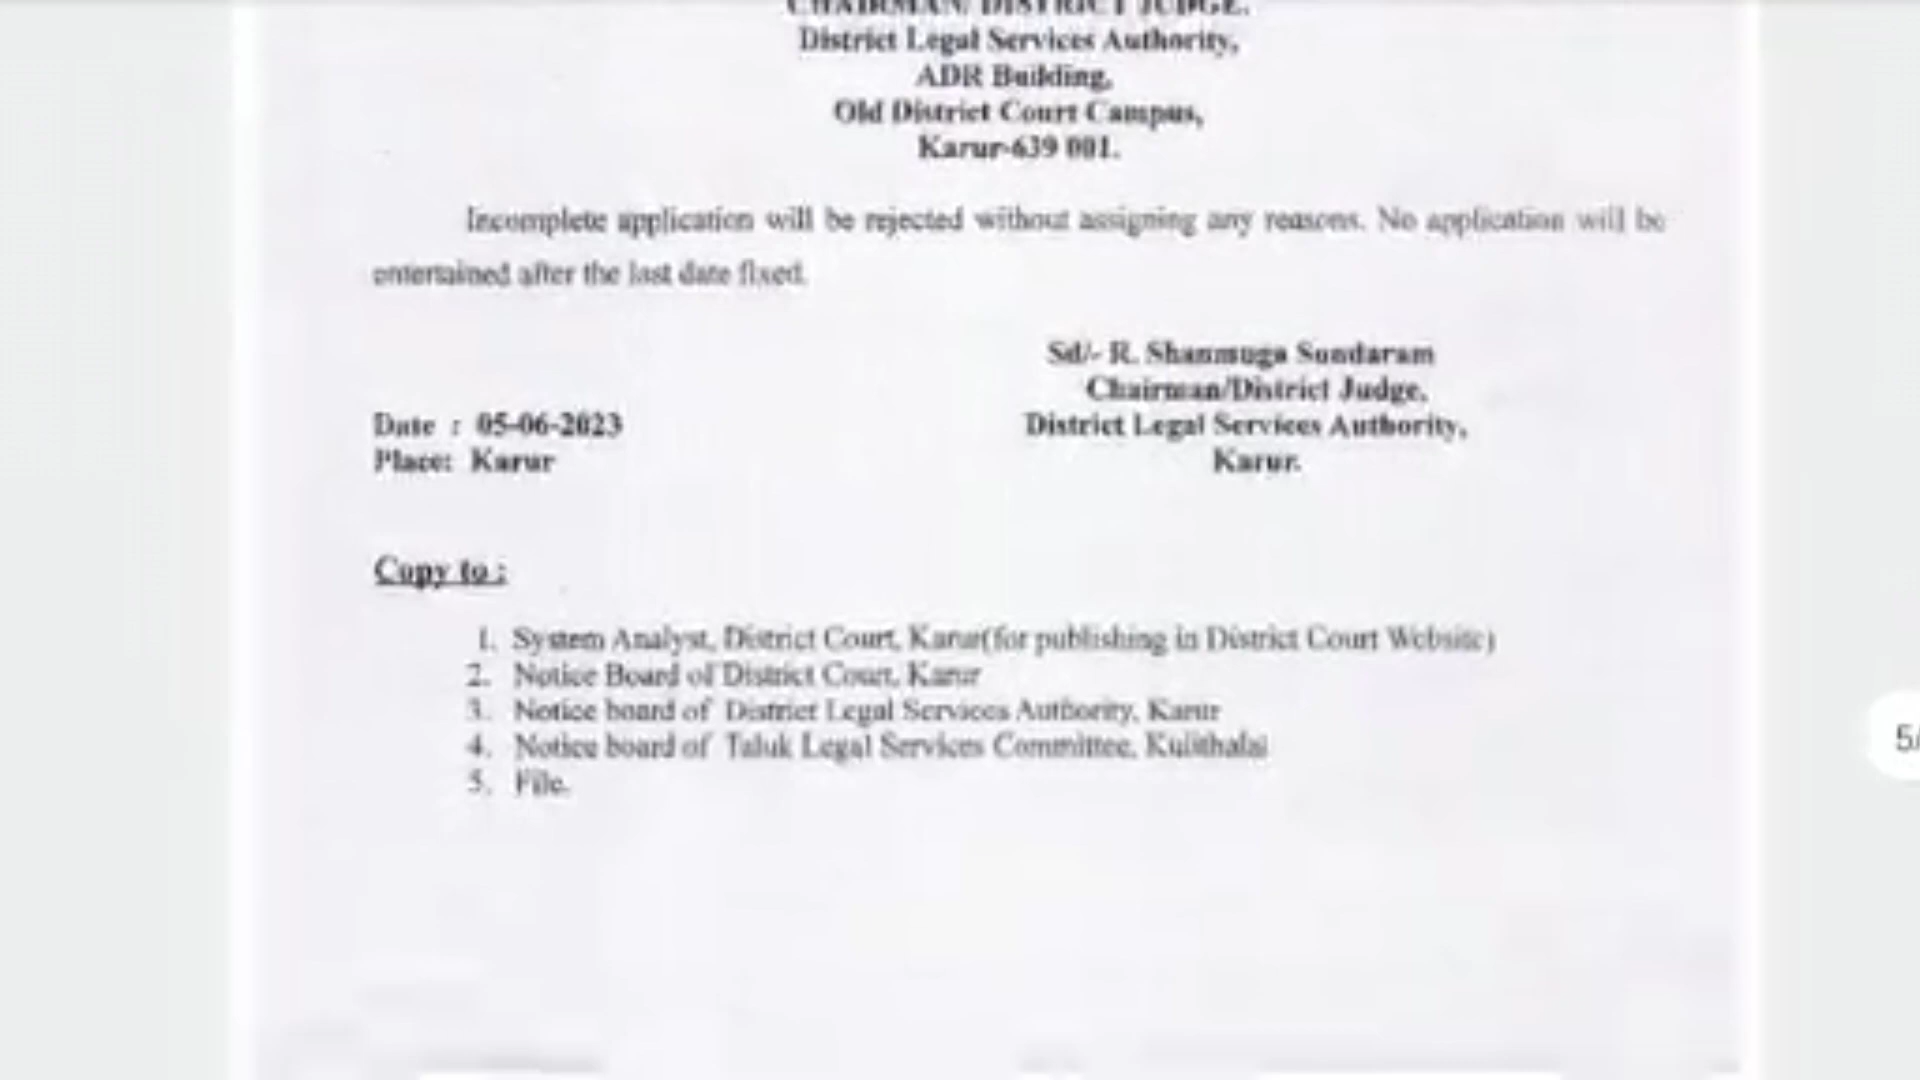 CHAIRMAN/DISTRICT JUDGE,
District Legal Services Authority,
ADR Building,
Old District Court Campus,
Karur-639 001.
Incomplete application will be rejected without assigning any reasons. No application will be
entertained after the last date fixed.
Sd/- R. Shanmuga Sundaram
Chairman/District Judge,
Date : 05-06-2023
District Legal Services Authority,
Place: Karur
Karur.
Copy to :
1. System Analyst, District Court, Karur(for publishing in District Court Website)
2. Notice Board of District Court, Karur
3. Notice board of District Legal Services Authority, Karur
4. Notice board of Taluk Legal Services Committee, Kulithalai
5. File.
5/